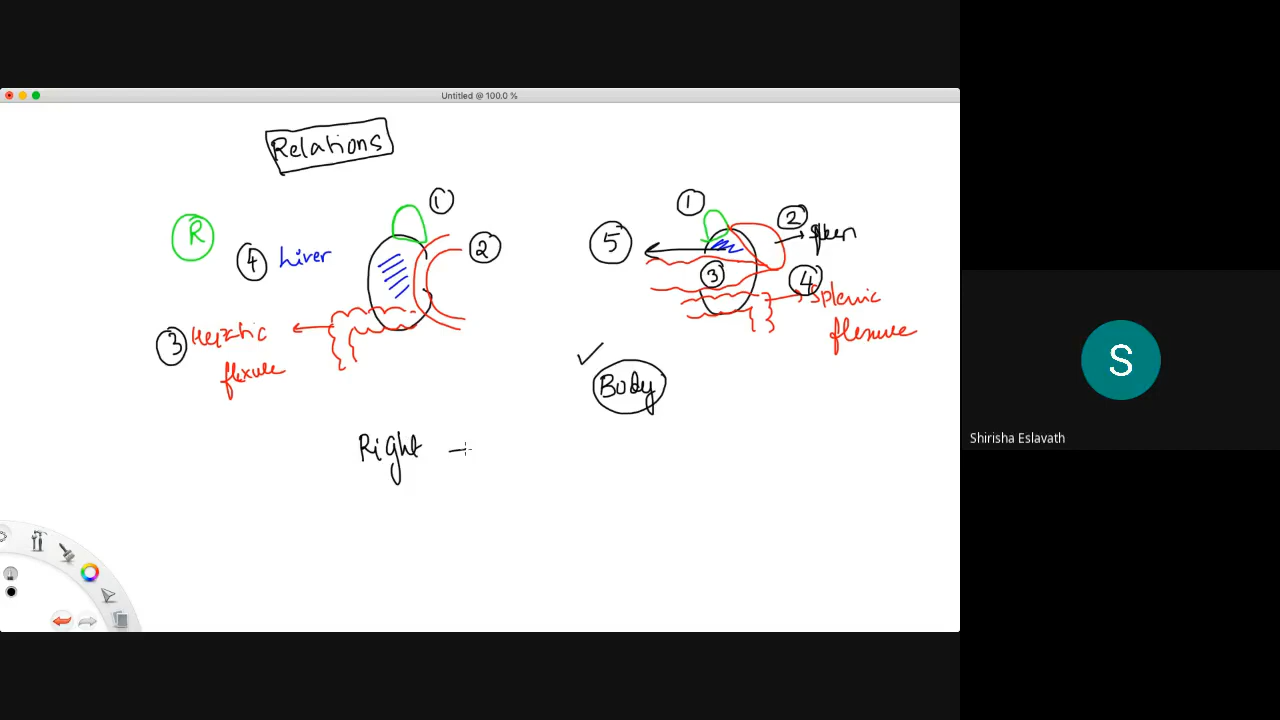 Untitled @ 100.0 %
Relations
R
1
2
4 Liver
3 Hepatic
flexure
1
2
5
Spleen
3
4
Splenic
flexure
✓
Body
Right →
S
Shirisha Eslavath